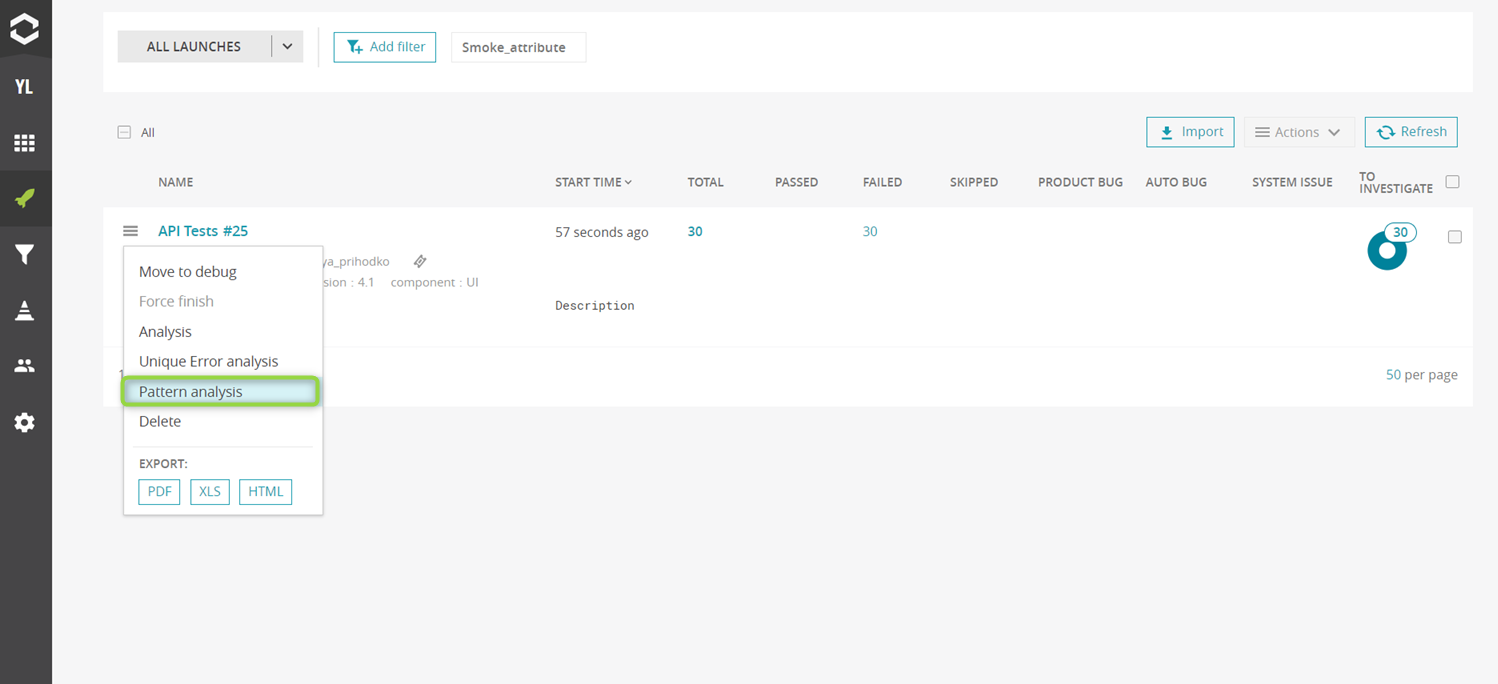 ALL LAUNCHES
Add filter
Smoke_attribute
YL
All
Import
Actions
Refresh
NAME
START TIME
TOTAL
PASSED
FAILED
SKIPPED
PRODUCT BUG
AUTO BUG
SYSTEM ISSUE
TO
INVESTIGATE
API Tests #25
57 seconds ago
30
30
30
ya_prihodko
sion : 4.1 component : UI
Description
Move to debug
Force finish
Analysis
Unique Error analysis
Pattern analysis
Delete
EXPORT:
PDF
XLS
HTML
1
50 per page